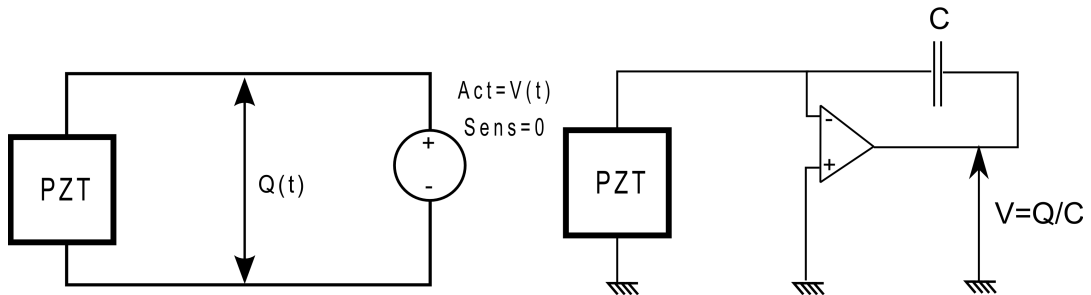 PZT
Q(t)
Act=V(t)
Sens=0
+
-
PZT
C
-
+
V=Q/C